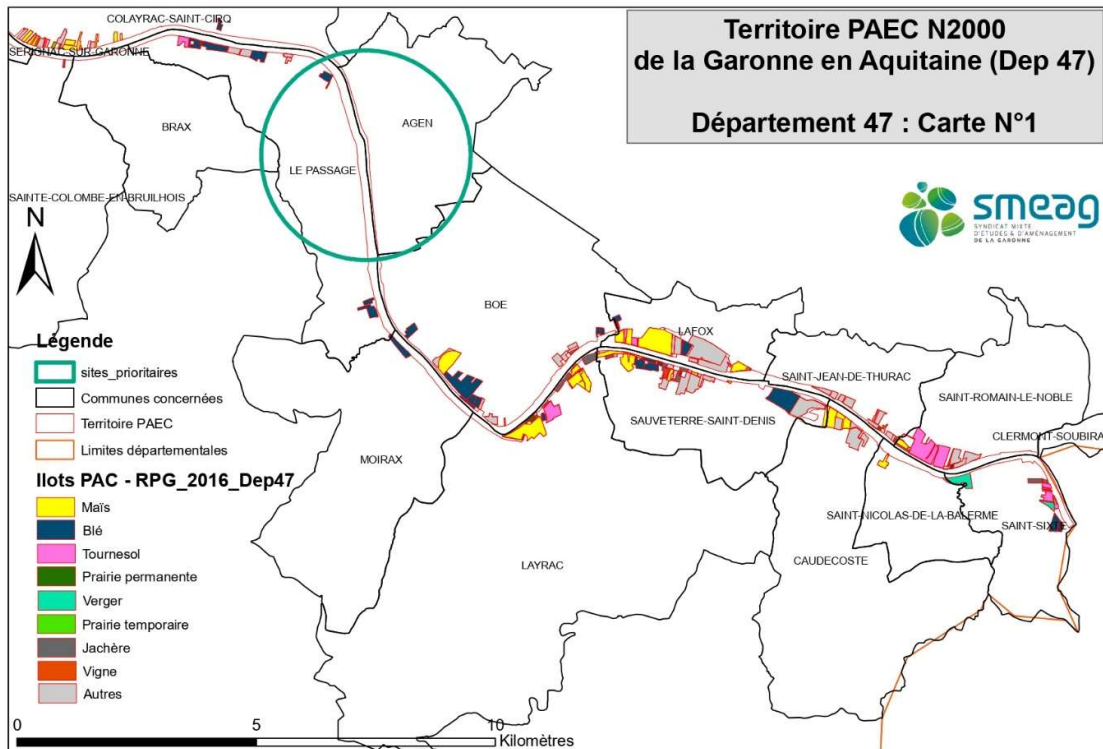 Territoire PAEC N2000
de la Garonne en Aquitaine (Dep 47)
Département 47 : Carte N°1
COLAYRAC-SAINT-CIRQ
SERIGNAC-SUR-GARONNE
BRAX
AGEN
LE PASSAGE
SAINTE-COLOMBE-EN-BRUILHOIS
N
smeag
SYNDICAT MIXTE
D'ÉTUDES & D'AMÉNAGEMENT
DE LA GARONNE
BOE
LAFOX
SAINT-JEAN-DE-THURAC
SAINT-ROMAIN-LE-NOBLE
SAUVETERRE-SAINT-DENIS
CLERMONT-SOUBIRA
MOIRAX
SAINT-NICOLAS-DE-LA-BALERME
SAINT-SIXTE
LAYRAC
CAUDECOSTE
Légende
sites_prioritaires
Communes concernées
Territoire PAEC
Limites départementales
Ilots PAC - RPG_2016_Dep47
Maïs
Blé
Tournesol
Prairie permanente
Verger
Prairie temporaire
Jachère
Vigne
Autres
0 5 10
Kilomètres